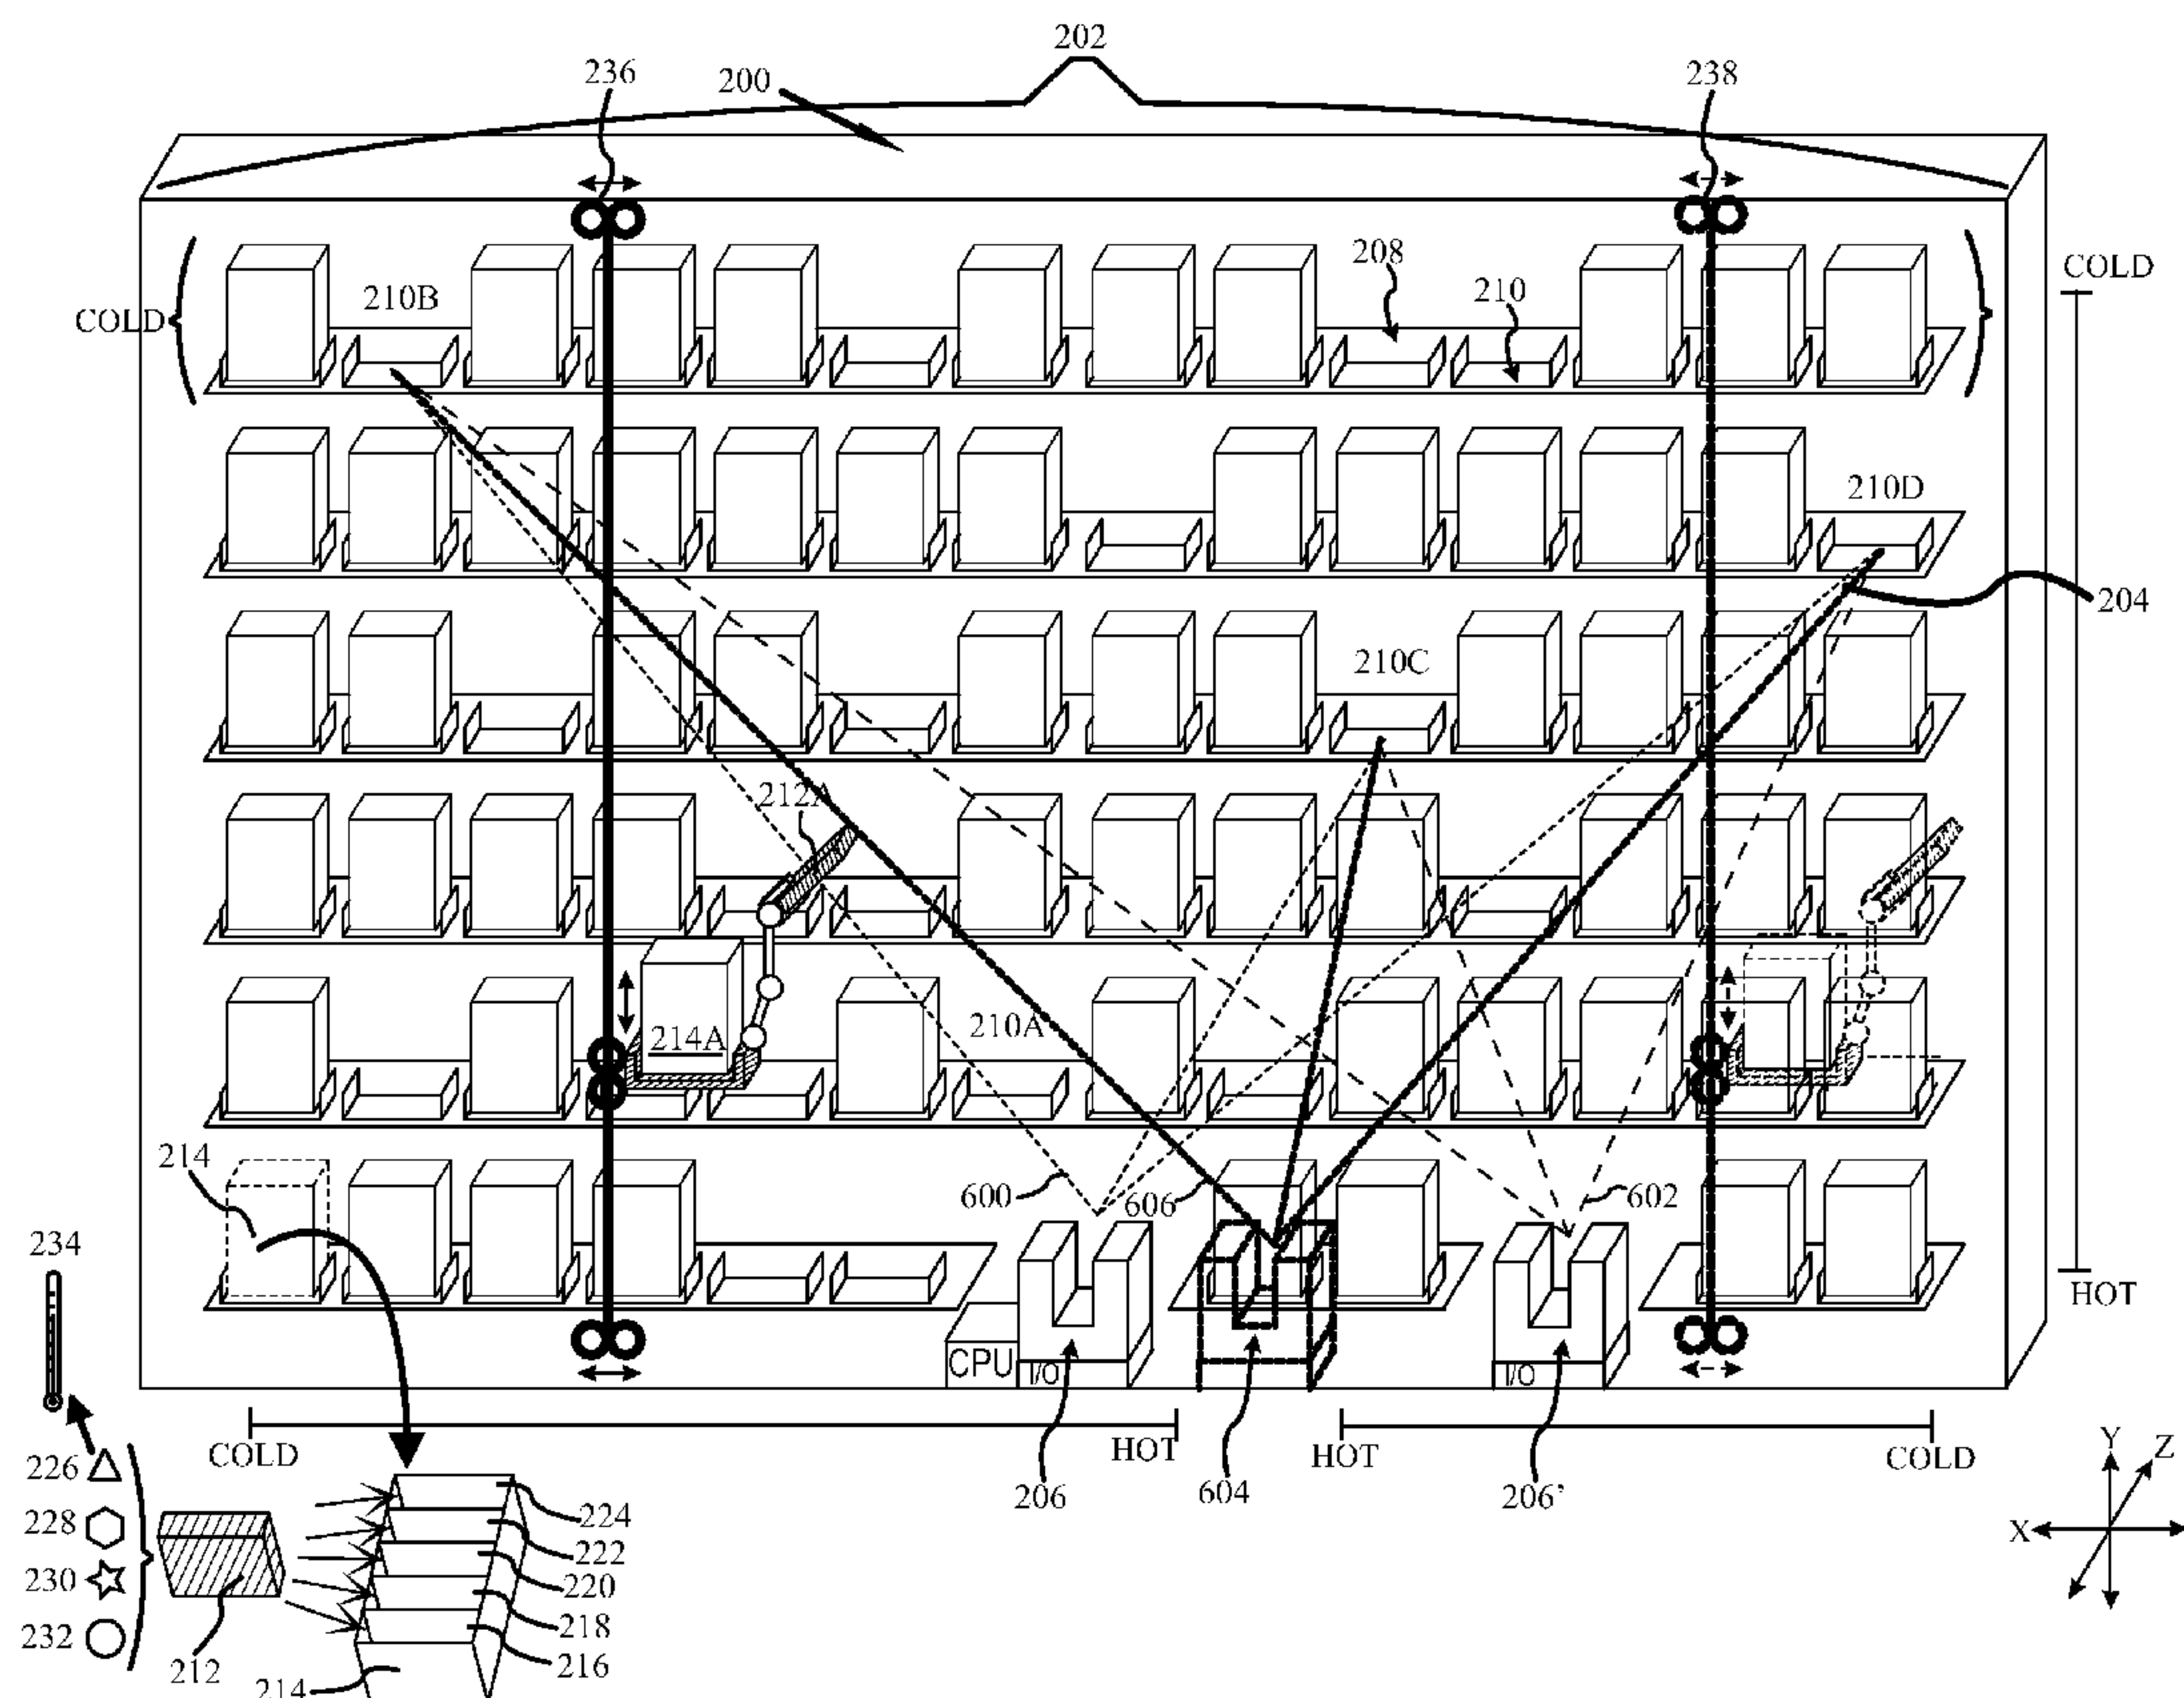 202
236
200
238
208
COLD
210B
210
COLD
210D
204
210C
212A
210A
214A
214
600
606
602
234
HOT
CPU
I/O
I/O
COLD
HOT
HOT
COLD
226
206
604
206’
Y
Z
224
228
222
X
220
230
218
232
216
212
214